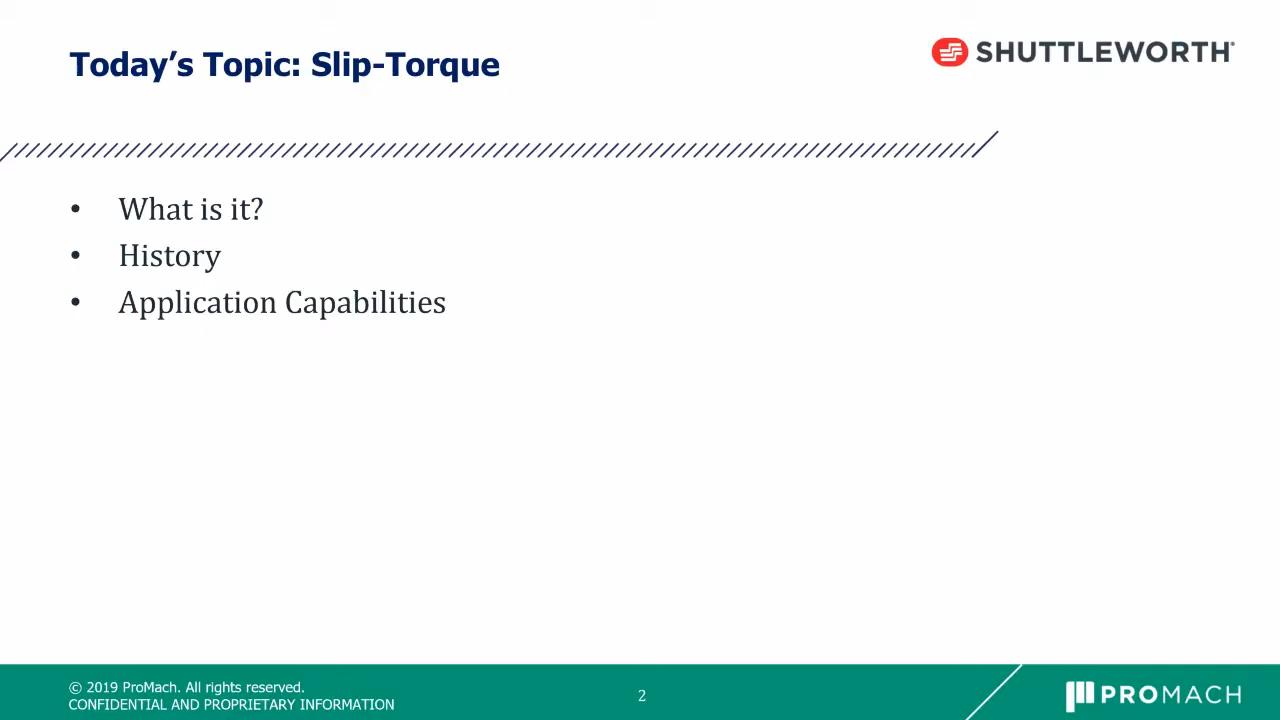 Today’s Topic: Slip-Torque
SHUTTLEWORTH®
• What is it?
• History
• Application Capabilities
© 2019 ProMach. All rights reserved.
CONFIDENTIAL AND PROPRIETARY INFORMATION
2
PROMACH